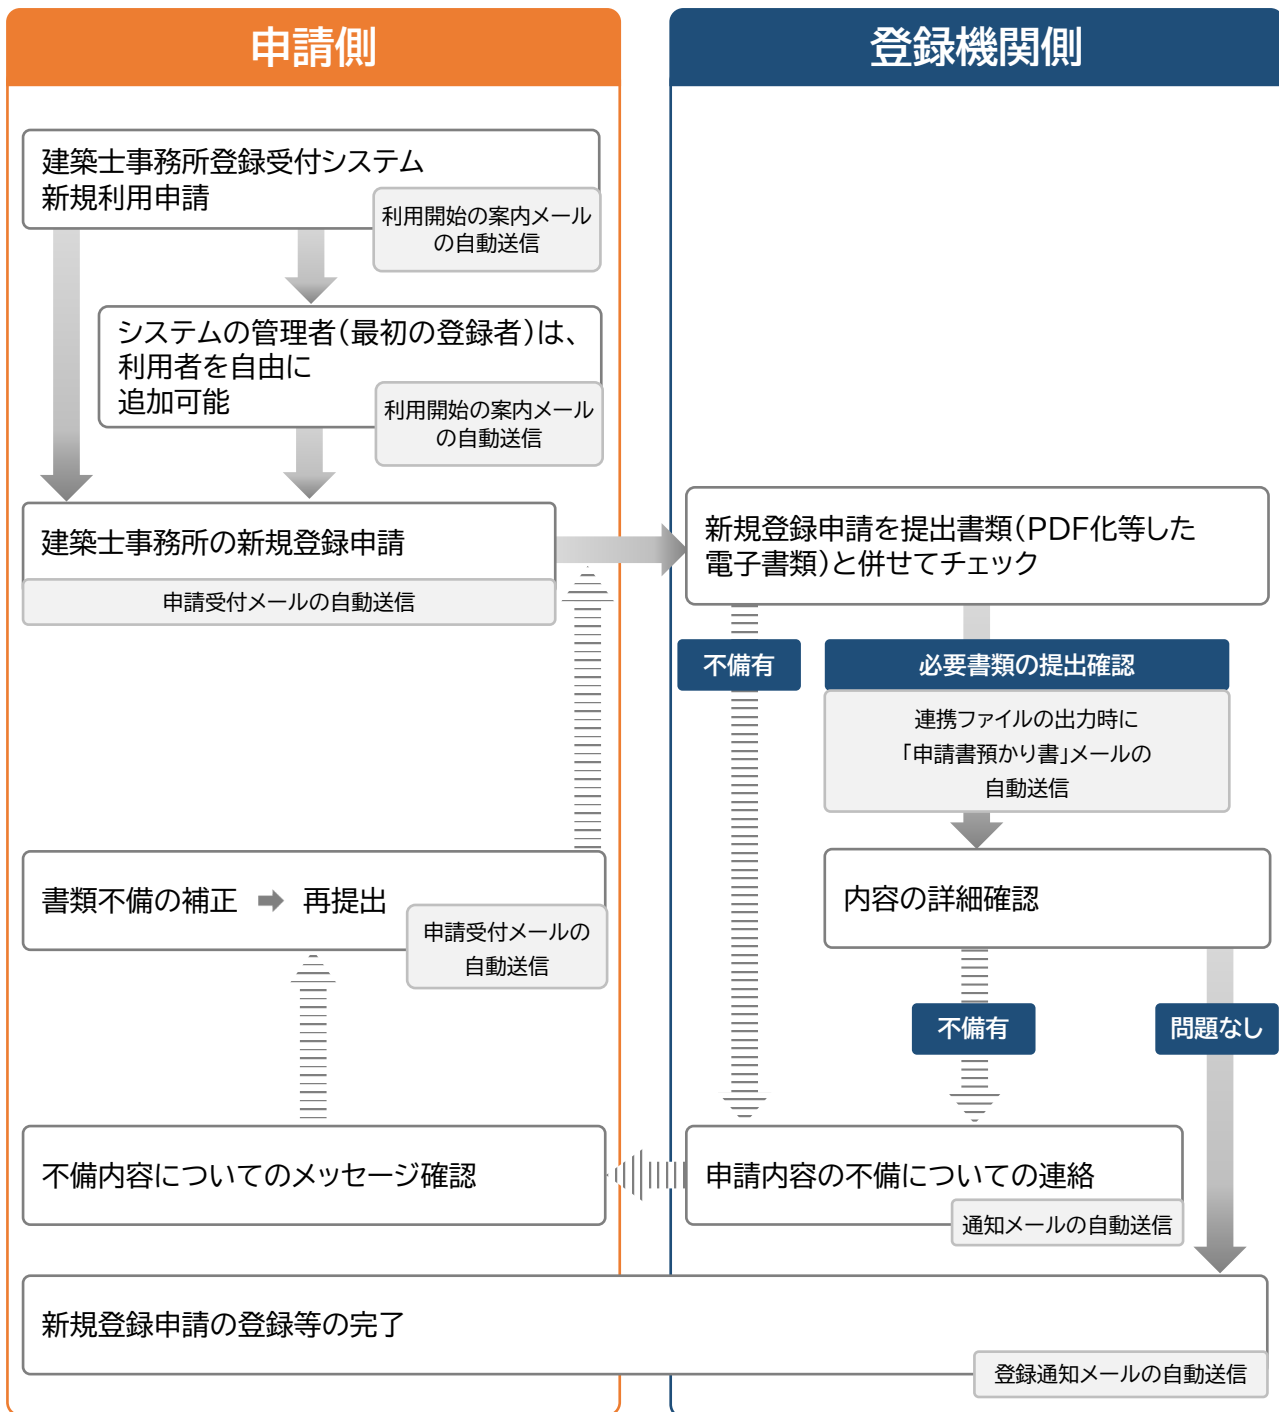 申請側
登録機関側
建築士事務所登録受付システム
新規利用申請
利用開始の案内メール
の自動送信
システムの管理者(最初の登録者)は、
利用者を自由に
追加可能
利用開始の案内メール
の自動送信
建築士事務所の新規登録申請
申請受付メールの自動送信
新規登録申請を提出書類(PDF化等した
電子書類)と併せてチェック
不備有
必要書類の提出確認
連携ファイルの出力時に
「申請書預かり書」メールの
自動送信
書類不備の補正 ➡ 再提出
申請受付メールの
自動送信
内容の詳細確認
不備有
問題なし
不備内容についてのメッセージ確認
申請内容の不備についての連絡
通知メールの自動送信
新規登録申請の登録等の完了
登録通知メールの自動送信